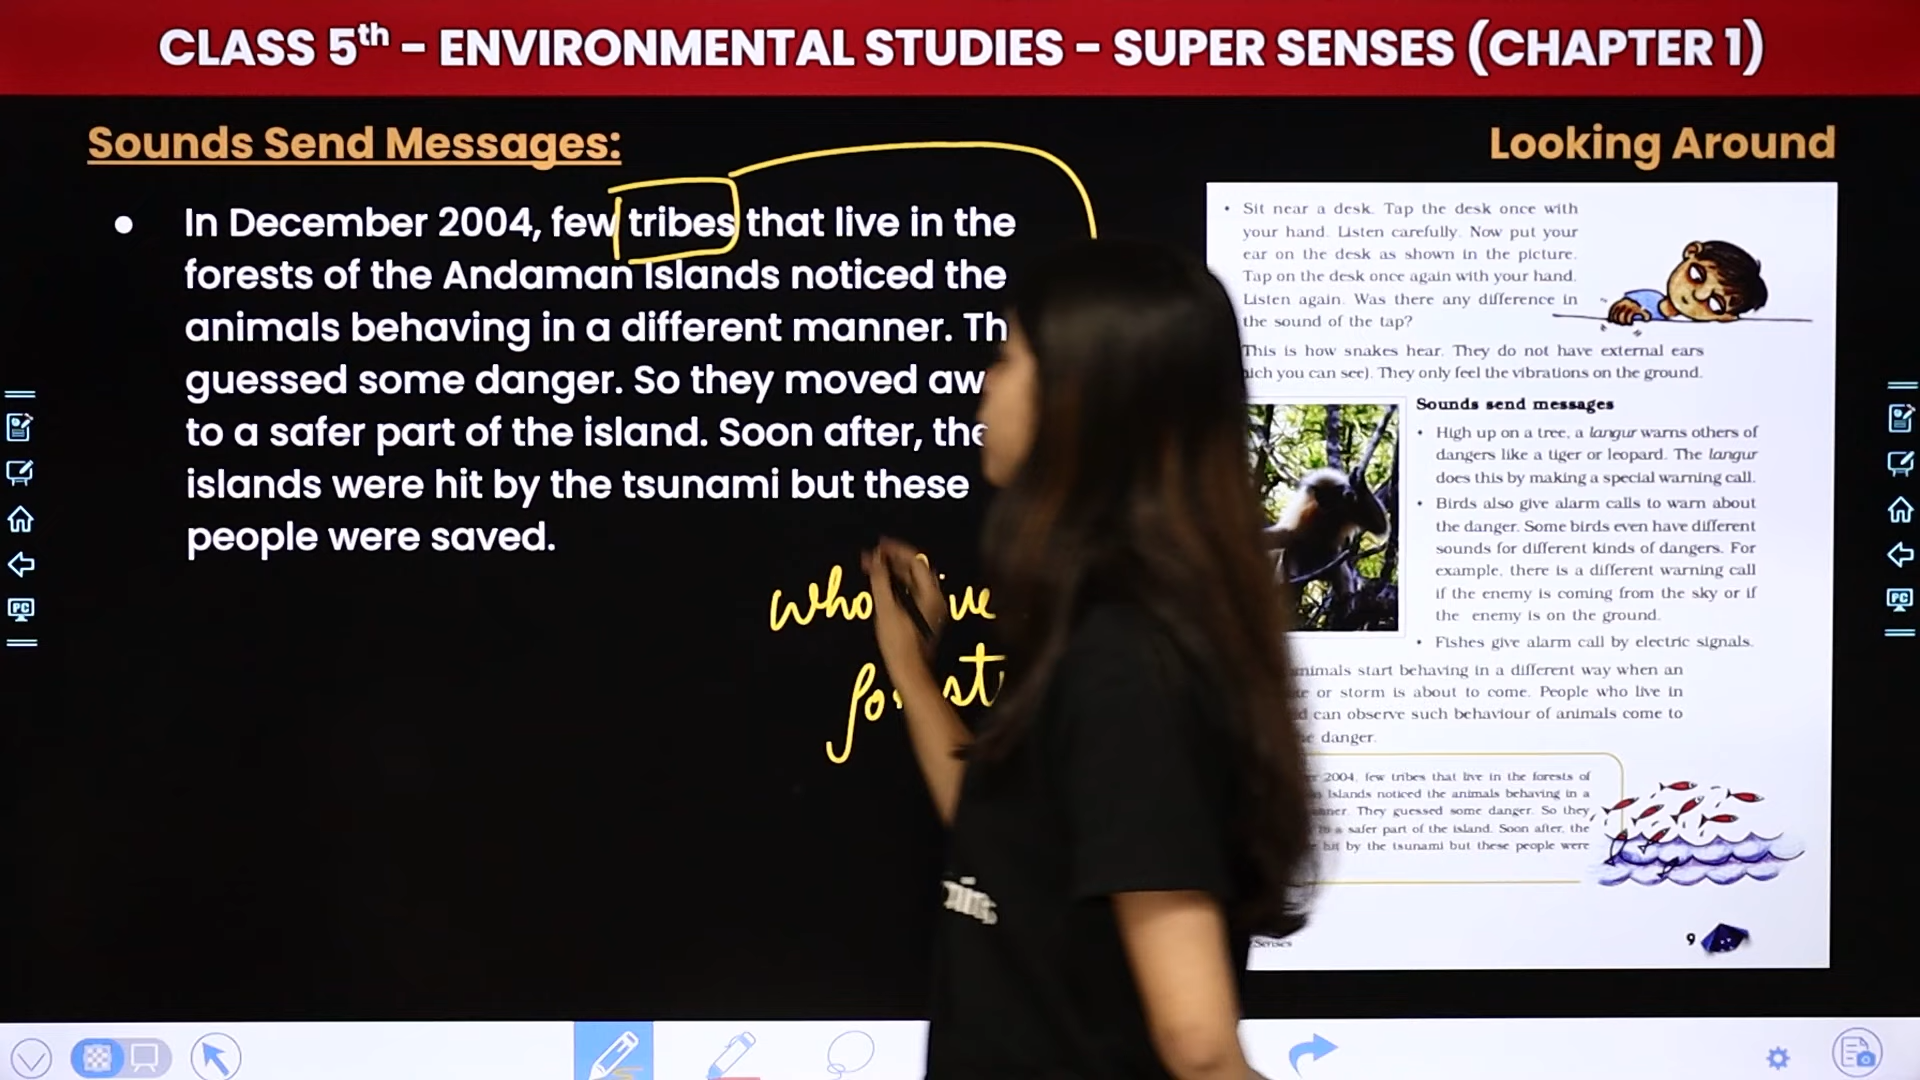 CLASS 5th – ENVIRONMENTAL STUDIES – SUPER SENSES (CHAPTER 1)
Sounds Send Messages:
In December 2004, few tribes that live in the
forests of the Andaman Islands noticed the
animals behaving in a different manner. Th
guessed some danger. So they moved aw
to a safer part of the island. Soon after, the
islands were hit by the tsunami but these
people were saved.
who
Looking Around
Sit near a desk. Tap the desk once with
your hand. Listen carefully. Now put your
ear on the desk as shown in the picture.
Tap on the desk once again with your hand.
Listen again. Was there any difference in
the sound of the tap?
This is how snakes hear. They do not have external ears
ich you can see). They only feel the vibrations on the ground.
Sounds send messages
High up on a tree, a langur warns others of
dangers like a tiger or leopard. The langur
does this by making a special warning call.
Birds also give alarm calls to warn about
the danger. Some birds even have different
sounds for different kinds of dangers. For
example, there is a different warning call
if the enemy is coming from the sky or if
the enemy is on the ground.
Fishes give alarm call by electric signals.
nimals start behaving in a different way when an
or storm is about to come. People who live in
can observe such behaviour of animals come to
danger.
2004, few tribes that live in the forests of
Islands noticed the animals behaving in a
They guessed some danger. So they
a safer part of the island. Soon after, the
hit by the tsunami but these people were
Senses
9
PC
PC